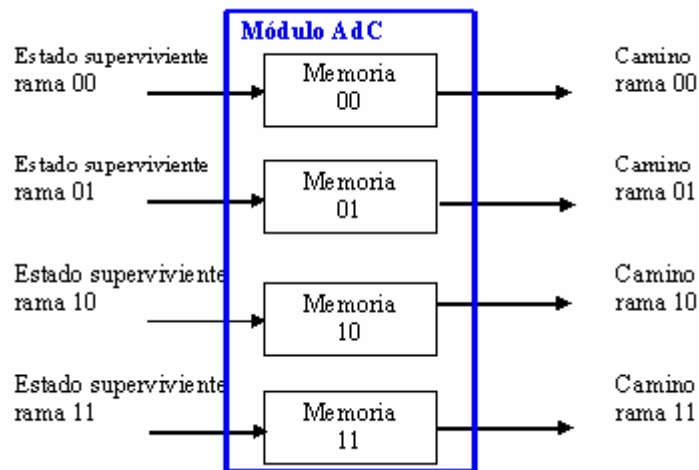 Módulo AdC
Estado superviviente
rama 00
Memoria
00
Camino
rama 00
Estado superviviente
rama 01
Memoria
01
Camino
rama 01
Estado superviviente
rama 10
Memoria
10
Camino
rama 10
Estado superviviente
rama 11
Memoria
11
Camino
rama 11